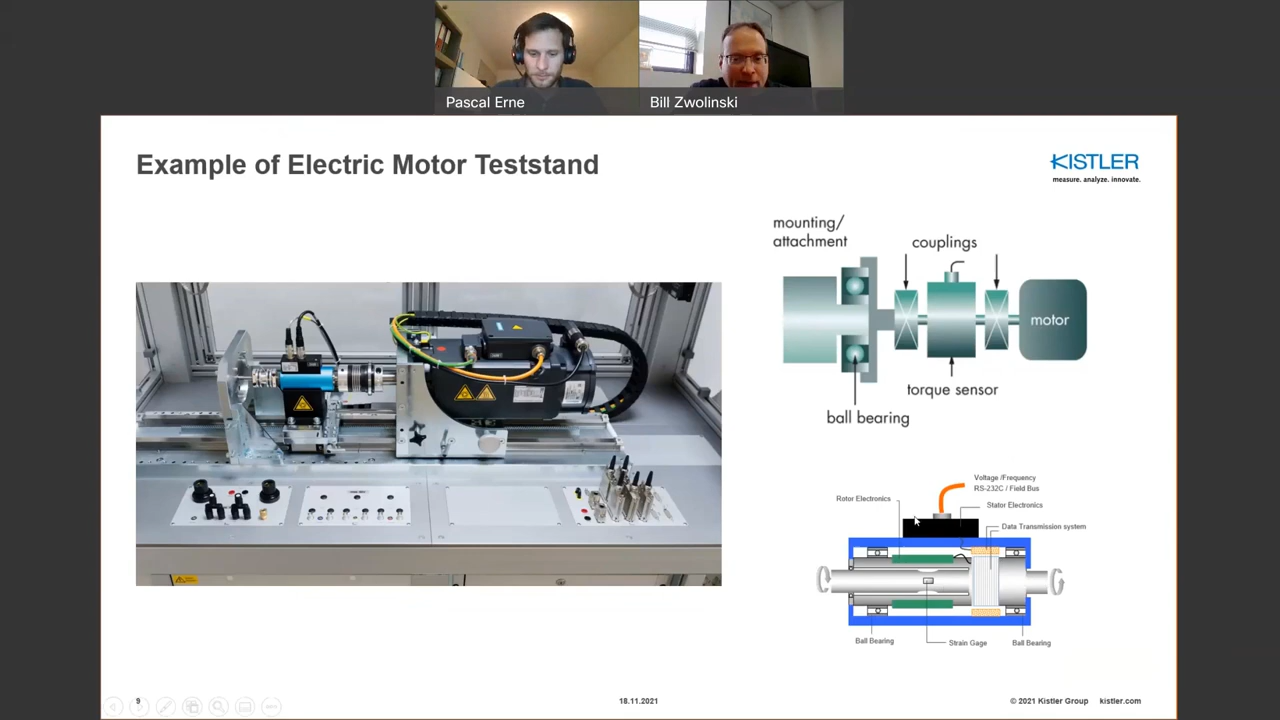 Pascal Erne
Bill Zwolinski
Example of Electric Motor Teststand
KISTLER
measure. analyze. innovate.
mounting/
attachment
couplings
motor
torque sensor
ball bearing
Voltage /Frequency
RS-232C / Field Bus
Rotor Electronics
Stator Electronics
Data Transmission system
Ball Bearing
Strain Gage
Ball Bearing
9
18.11.2021
© 2021 Kistler Group
kistler.com